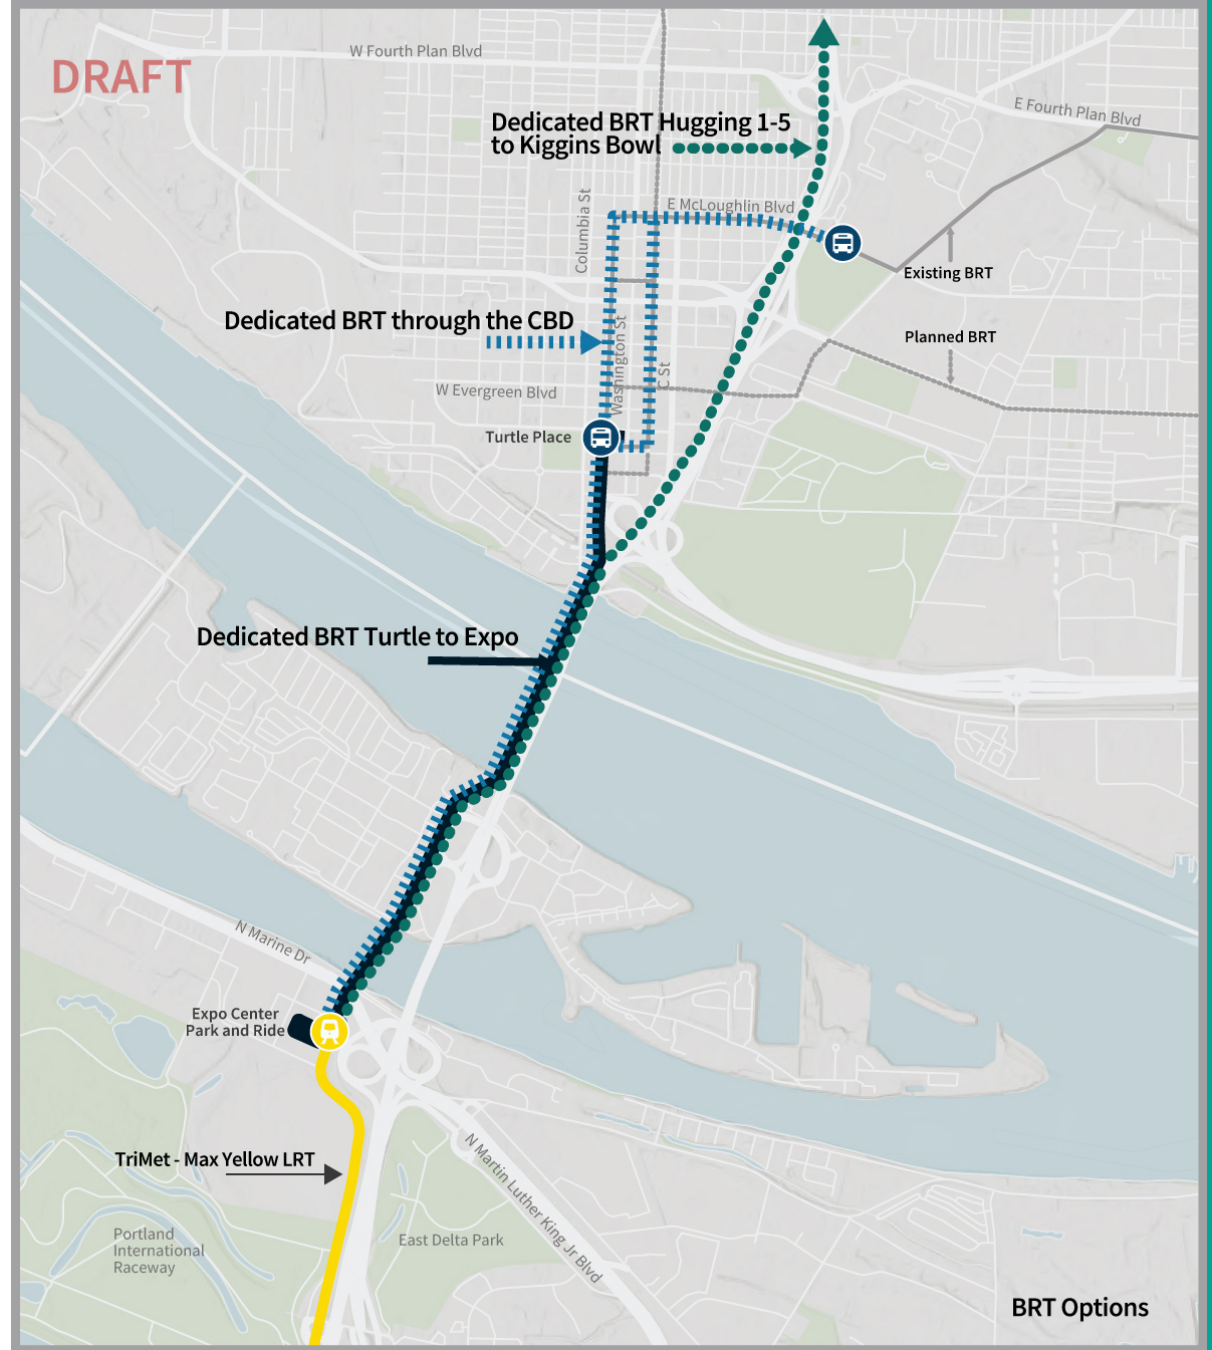 W Fourth Plan Blvd
DRAFT
E Fourth Plan Blvd
Dedicated BRT Hugging 1-5
to Kiggins Bowl
Columbia St
E McLoughlin Blvd
Existing BRT
Dedicated BRT through the CBD
Washington St
Planned BRT
C St
W Evergreen Blvd
Turtle Place
Dedicated BRT Turtle to Expo
N Marine Dr
Expo Center
Park and Ride
TriMet - Max Yellow LRT
N Martin Luther King Jr Blvd
Portland
International
Raceway
East Delta Park
BRT Options